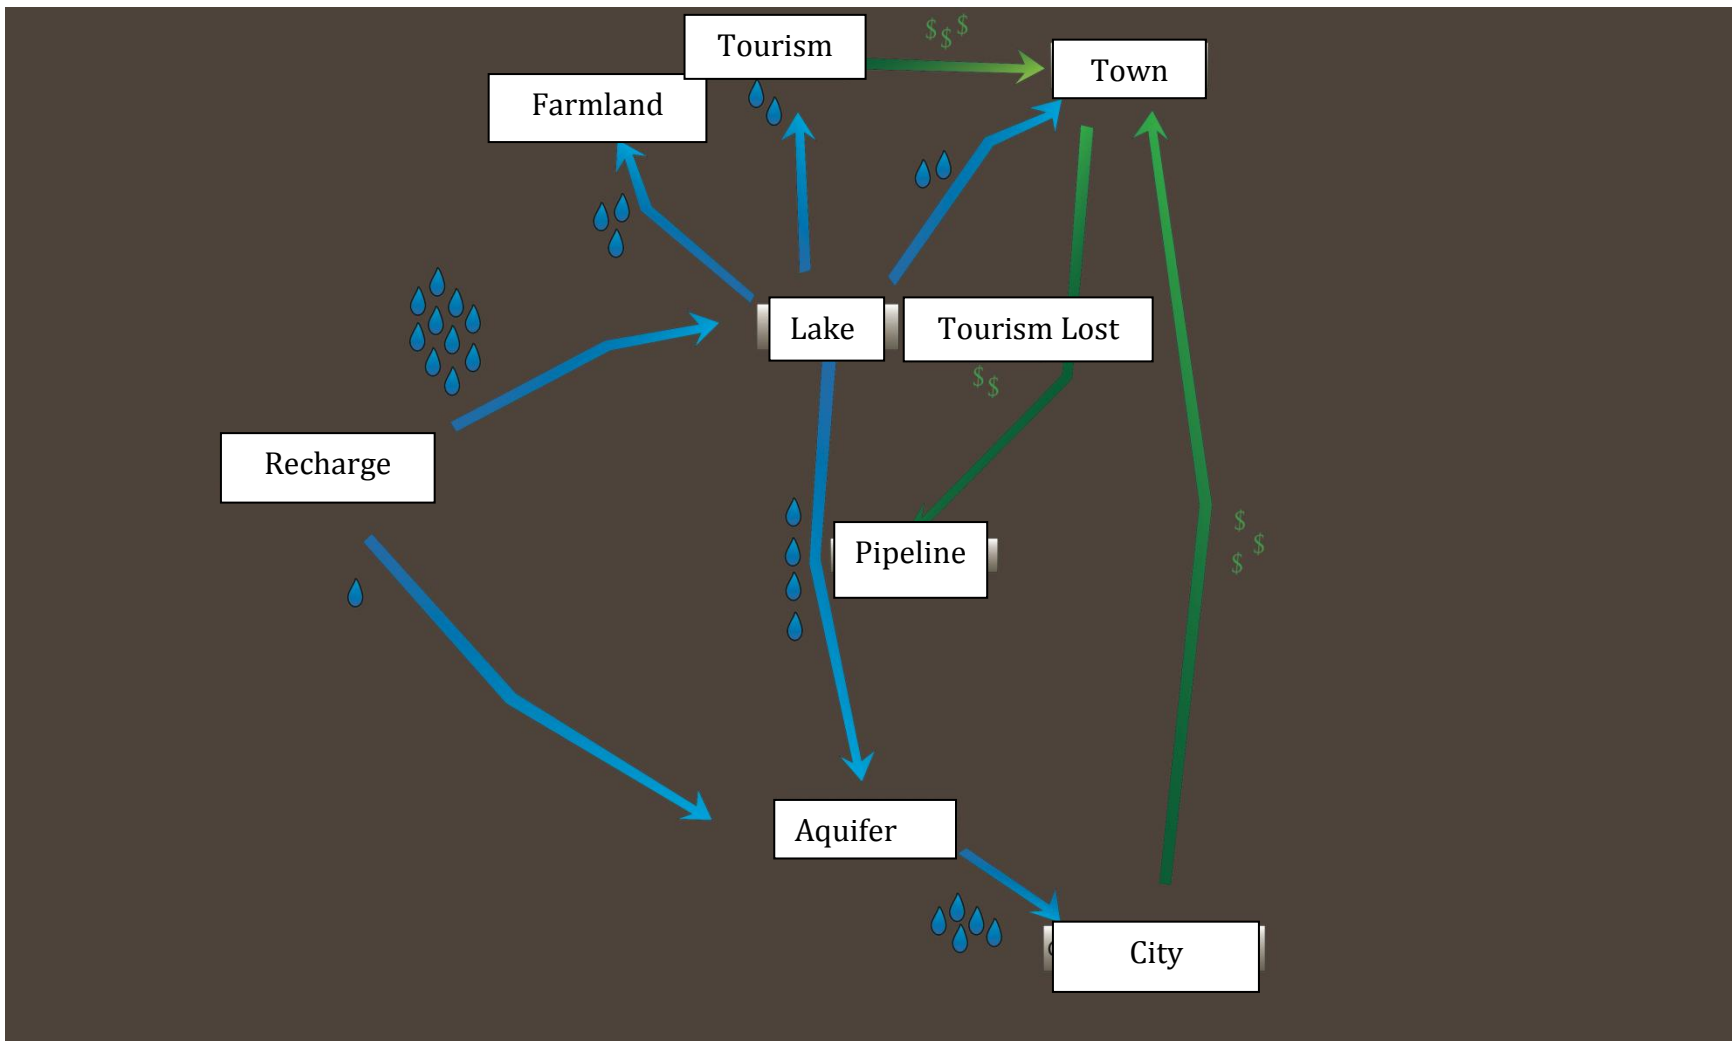 Tourism
$ $ $
Town
Farmland
Lake
Tourism Lost
$ $
Recharge
Pipeline
$ $ $
Aquifer
City